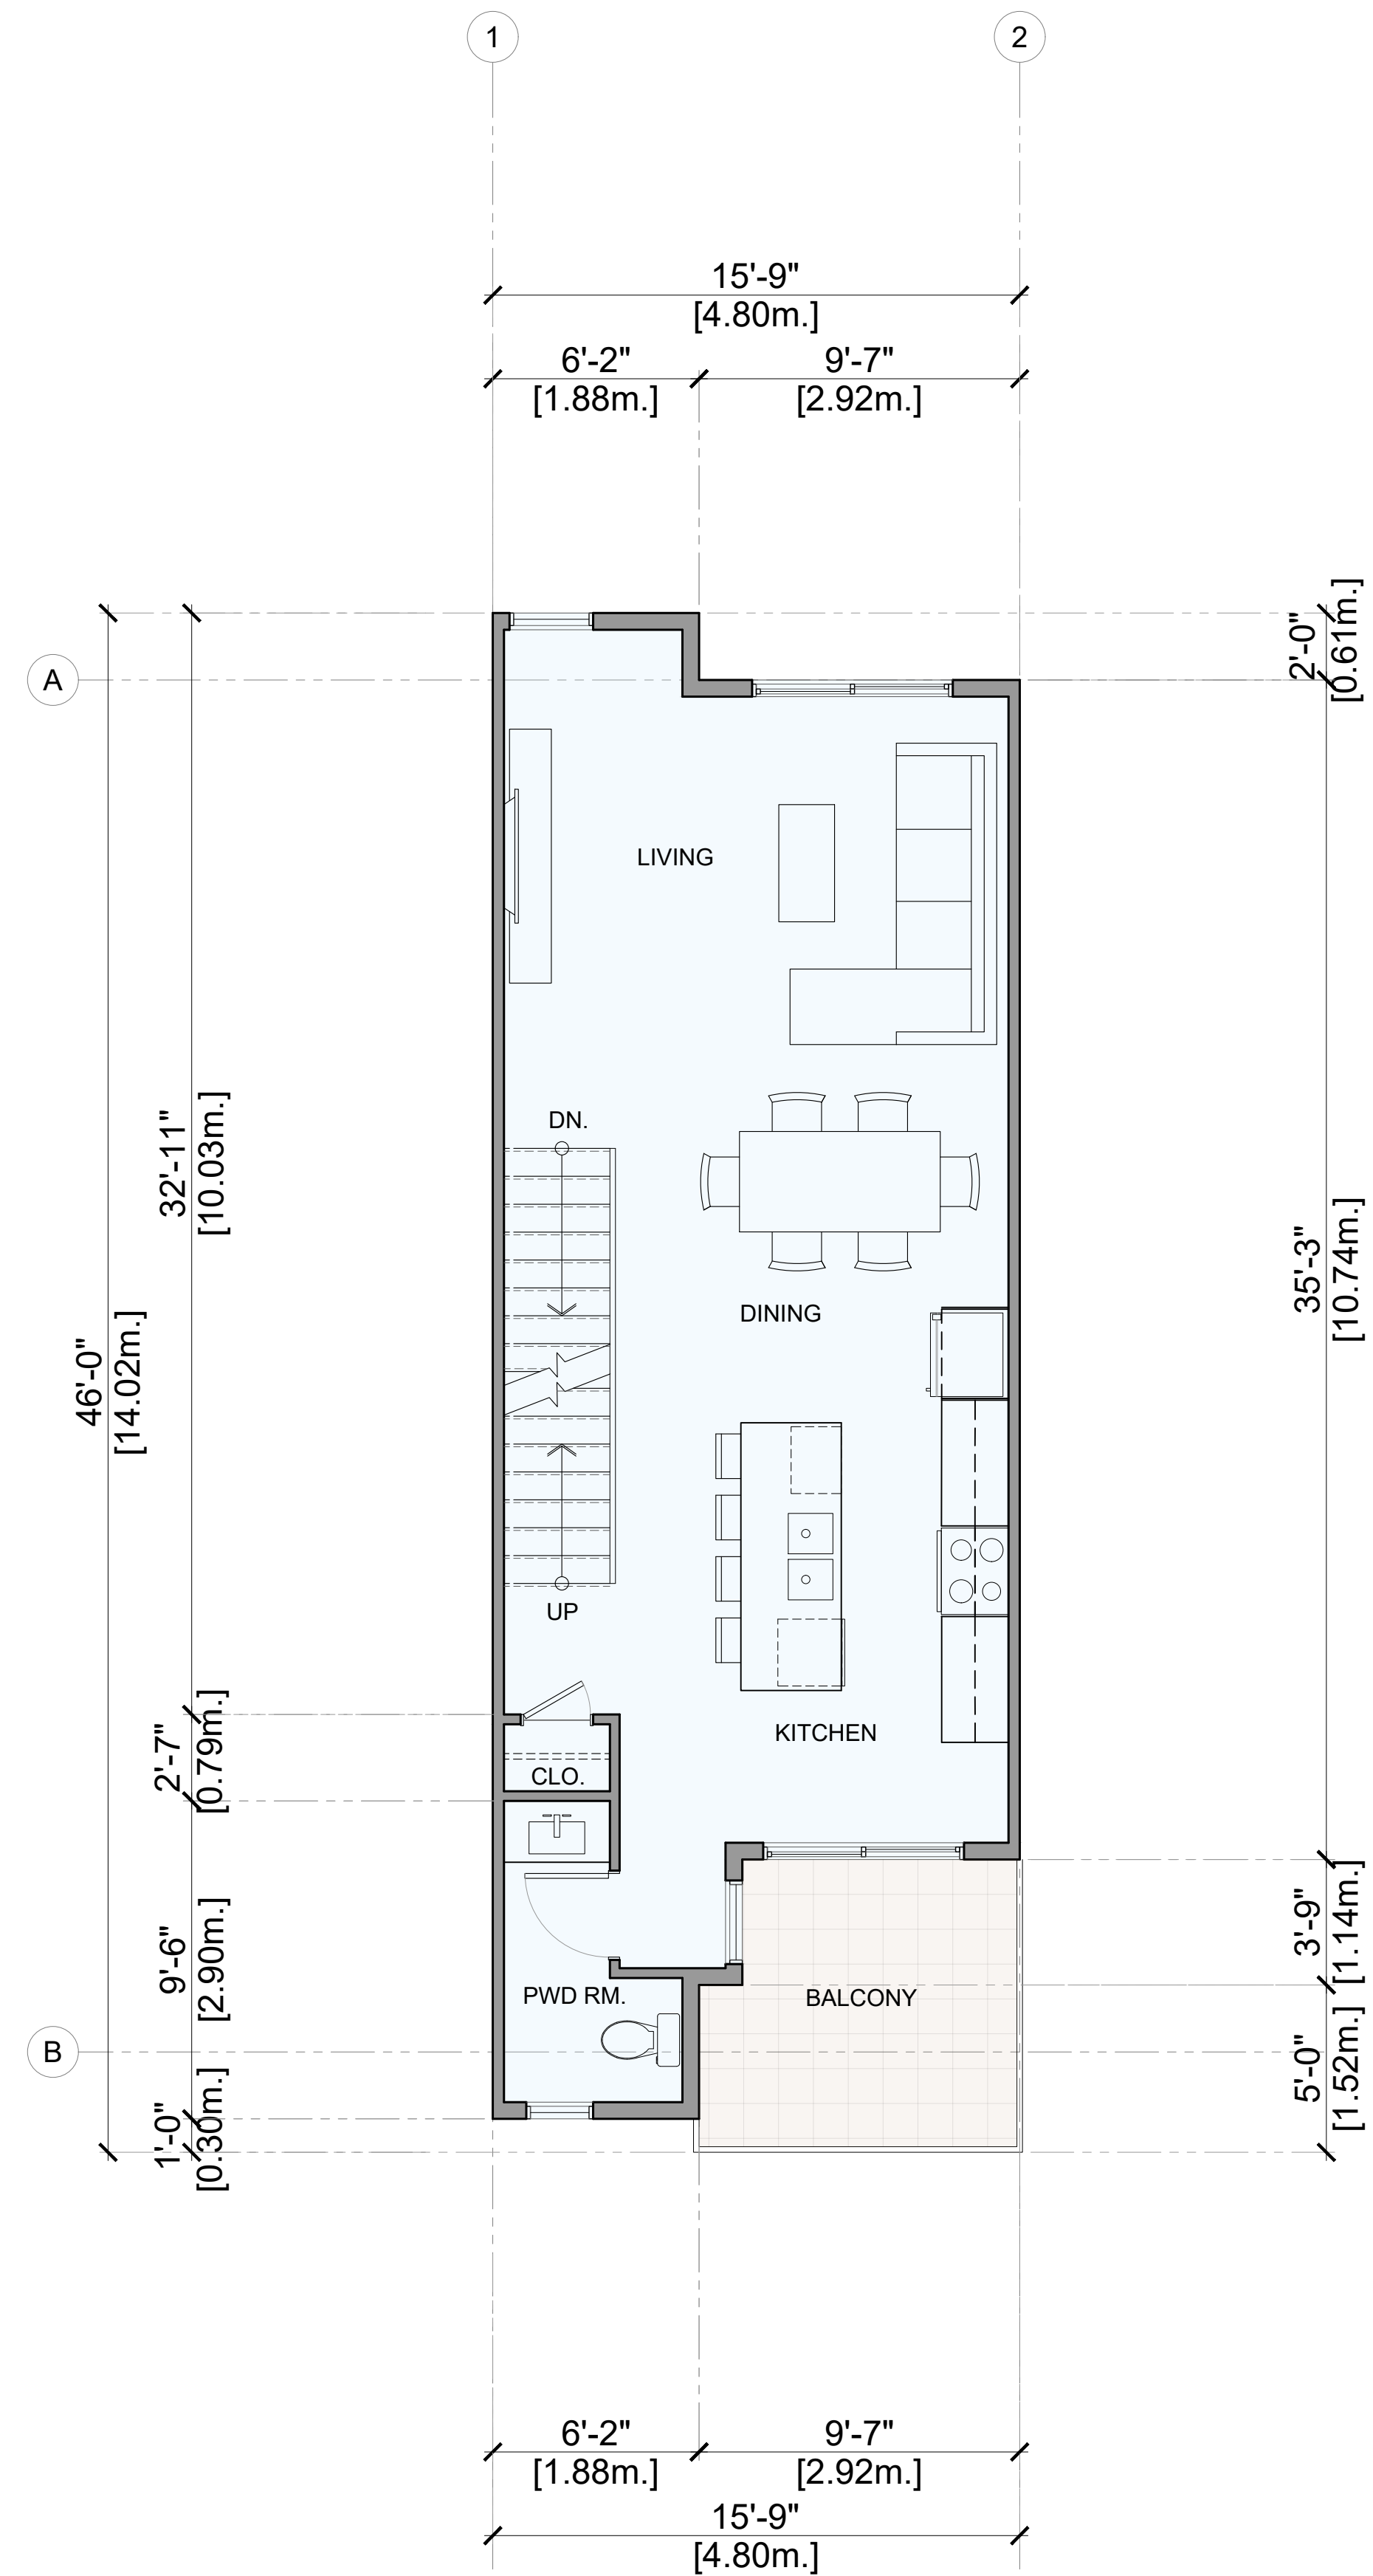 1
2
15'-9"
[4.80m.]
6'-2"
9'-7"
[1.88m.]
[2.92m.]
2'-0"
[0.61m.]
A
LIVING
32'-11"
[10.03m.]
DN.
46'-0"
[14.02m.]
35'-3"
[10.74m.]
DINING
UP
2'-7"
[0.79m.]
KITCHEN
CLO.
9'-6"
[2.90m.]
3'-9"
[1.14m.]
PWD RM.
BALCONY
B
5'-0"
[1.52m.]
1'-0"
[0.30m.]
6'-2"
9'-7"
[1.88m.]
[2.92m.]
15'-9"
[4.80m.]